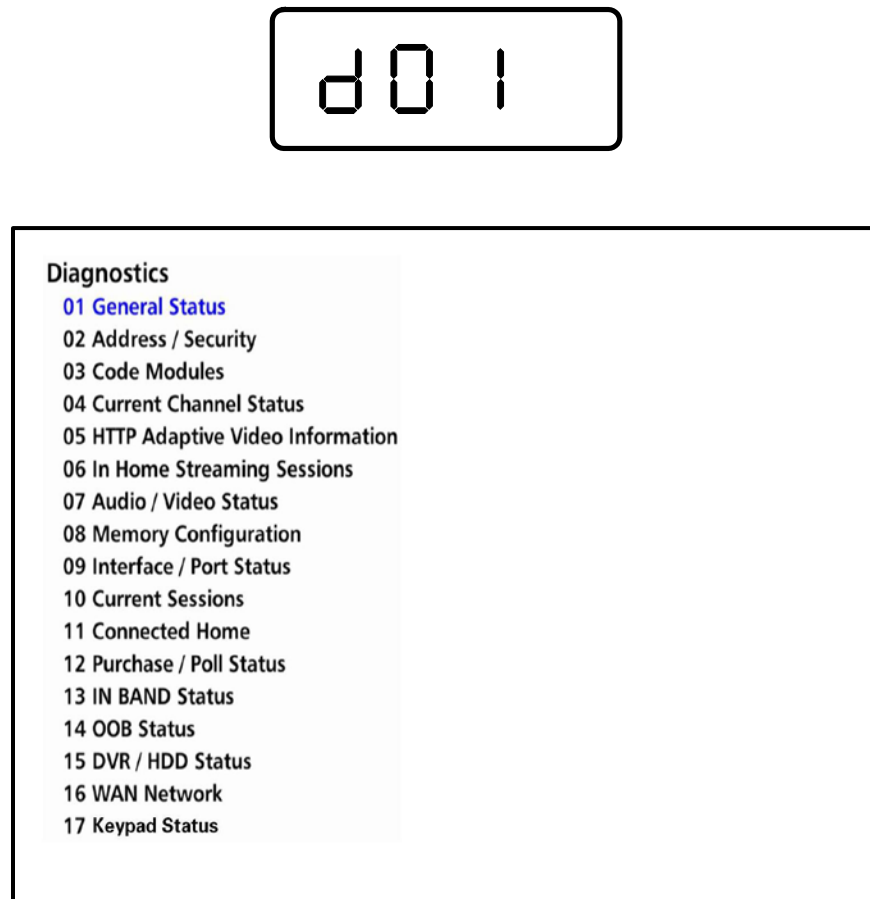 d01
Diagnostics
01 General Status
02 Address / Security
03 Code Modules
04 Current Channel Status
05 HTTP Adaptive Video Information
06 In Home Streaming Sessions
07 Audio / Video Status
08 Memory Configuration
09 Interface / Port Status
10 Current Sessions
11 Connected Home
12 Purchase / Poll Status
13 IN BAND Status
14 OOB Status
15 DVR / HDD Status
16 WAN Network
17 Keypad Status